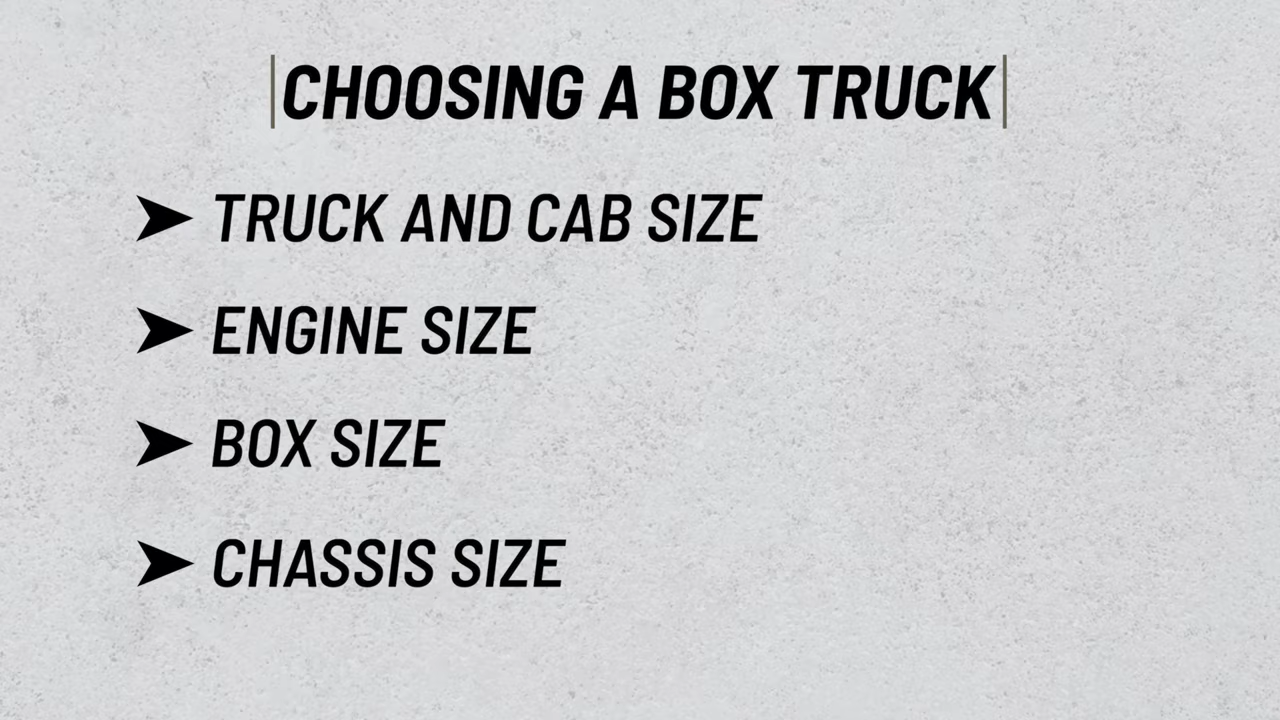 CHOOSING A BOX TRUCK
TRUCK AND CAB SIZE
ENGINE SIZE
BOX SIZE
CHASSIS SIZE